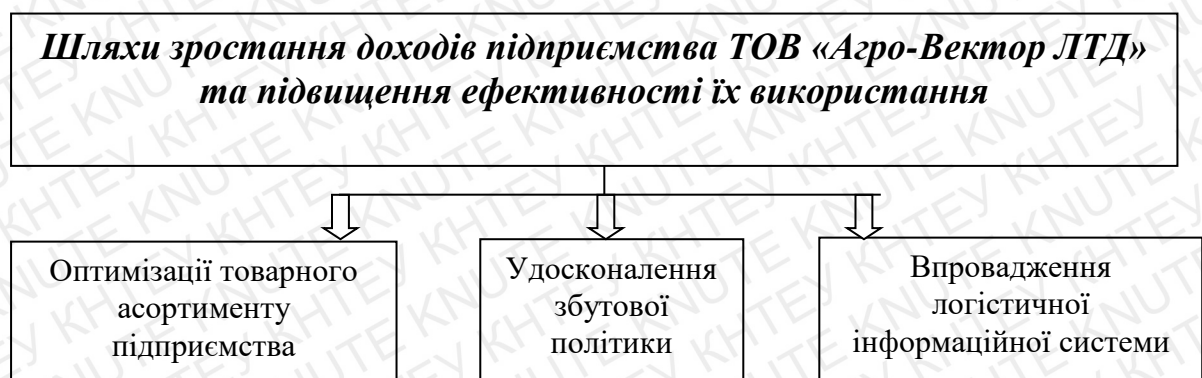 Шляхи зростання доходів підприємства ТОВ «Агро-Вектор ЛТД»
та підвищення ефективності їх використання
Оптимізації товарного
асортименту
підприємства
Удосконалення
збутової
політики
Впровадження
логістичної
інформаційної системи